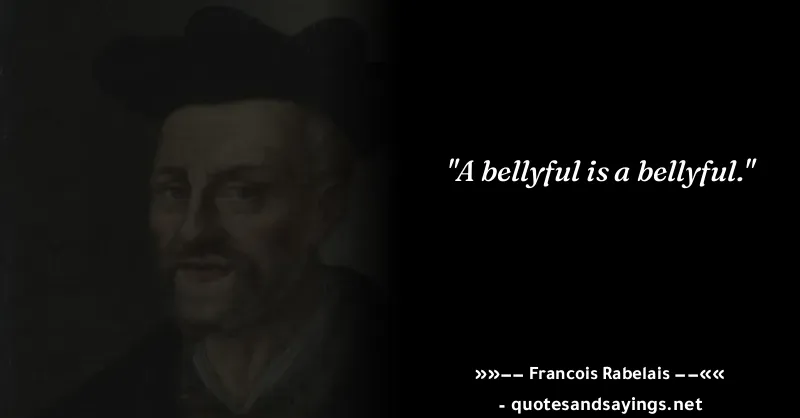 "A bellyful is a bellyful."
»»−− Francois Rabelais −−««
- quotesandsayings.net